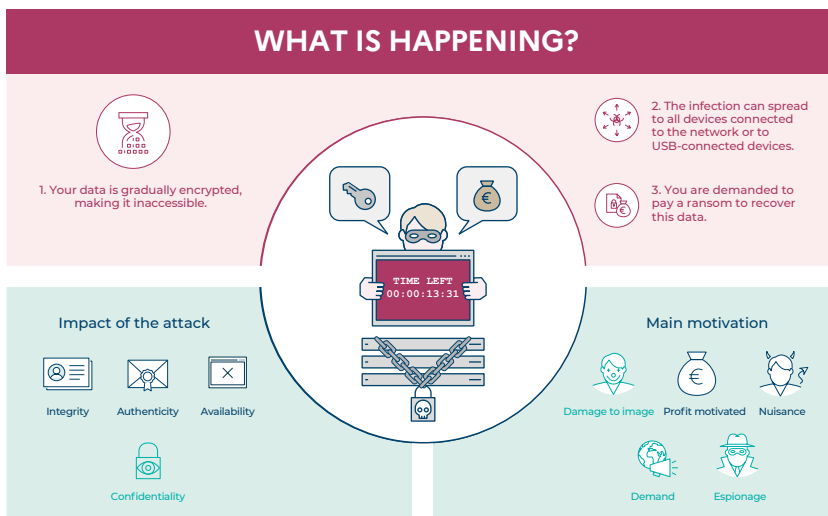 WHAT IS HAPPENING?
1. Your data is gradually encrypted,
making it inaccessible.
2. The infection can spread
to all devices connected
to the network or to
USB-connected devices.
3. You are demanded to
pay a ransom to recover
this data.
TIME LEFT
00:00:13:31
Impact of the attack
Integrity
Authenticity
Availability
Confidentiality
Main motivation
Damage to image
Profit motivated
Nuisance
Demand
Espionage